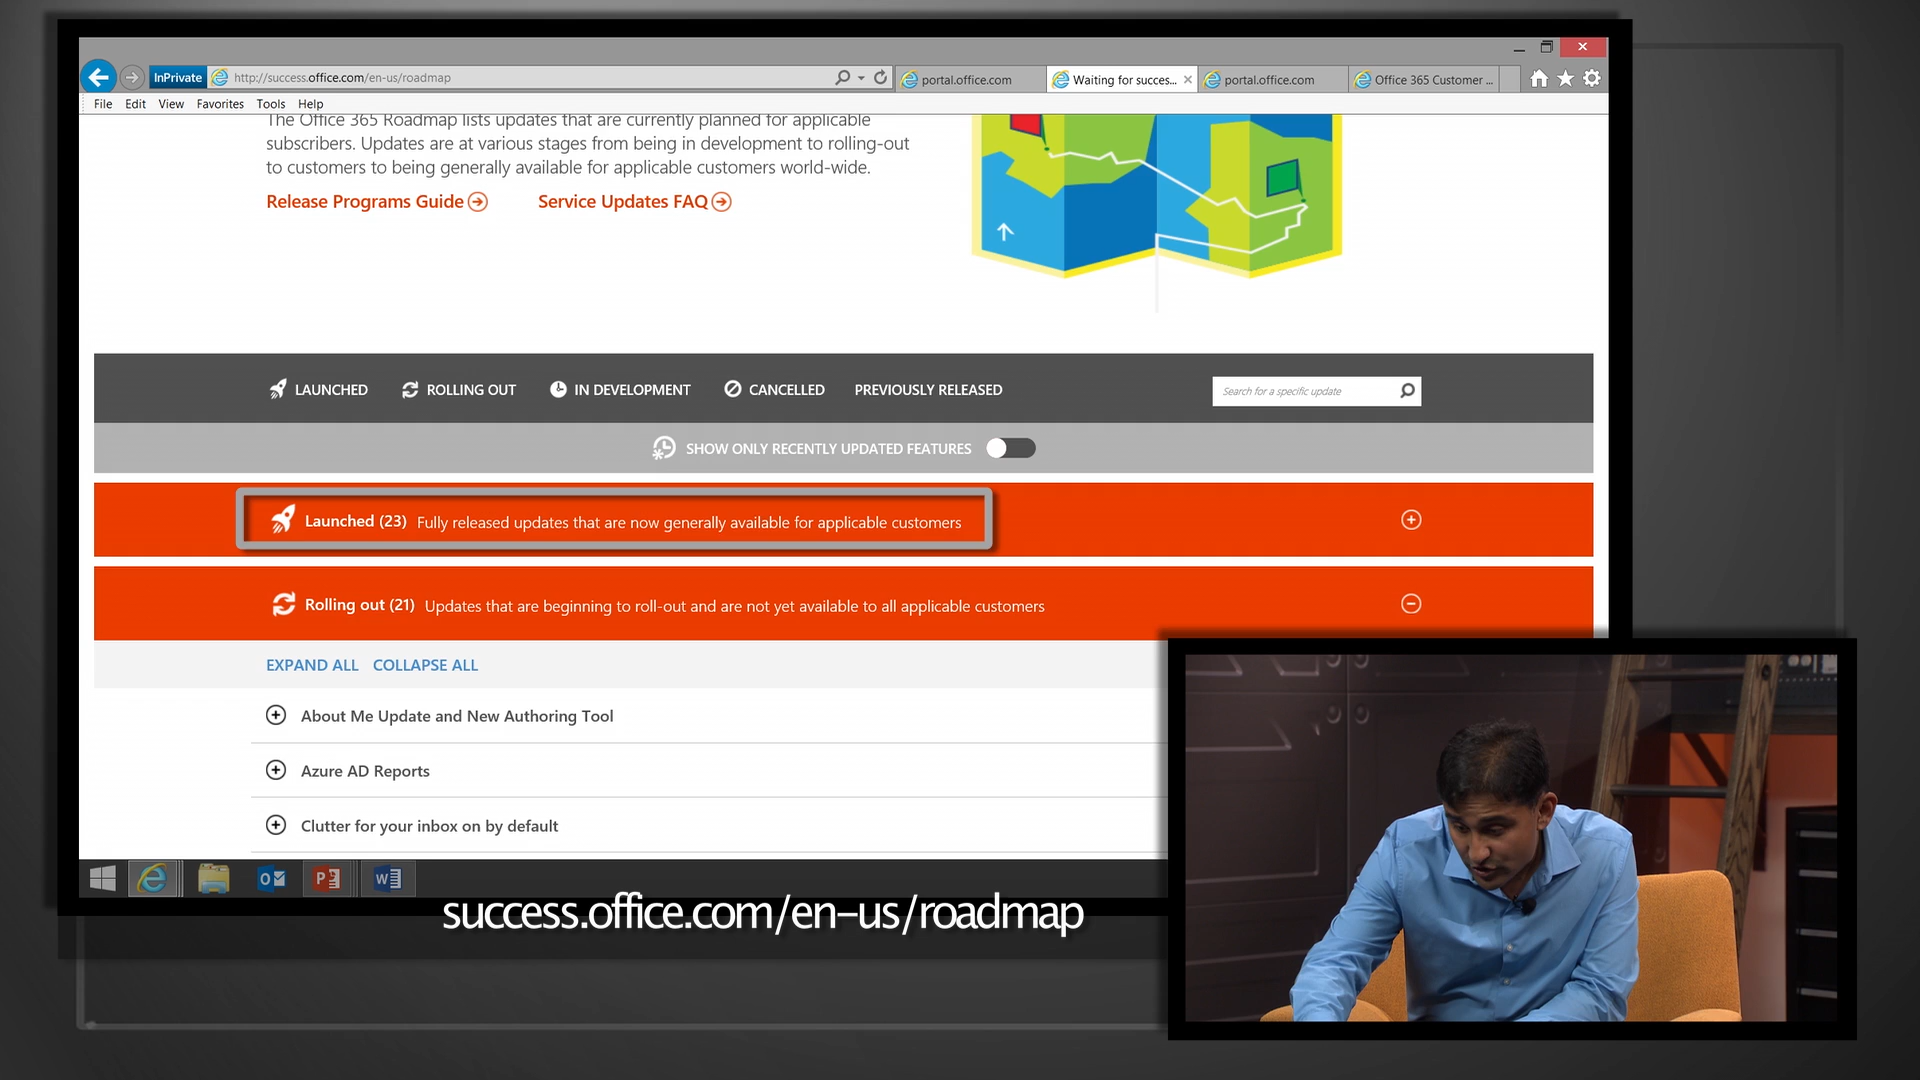 InPrivate http://success.office.com/en-us/roadmap portal.office.com Waiting for succes... portal.office.com Office 365 Customer ...
File Edit View Favorites Tools Help
The Office 365 Roadmap lists updates that are currently planned for applicable
subscribers. Updates are at various stages from being in development to rolling-out
to customers to being generally available for applicable customers world-wide.
Release Programs Guide Service Updates FAQ
LAUNCHED ROLLING OUT IN DEVELOPMENT CANCELLED PREVIOUSLY RELEASED Search for a specific update
SHOW ONLY RECENTLY UPDATED FEATURES
Launched (23) Fully released updates that are now generally available for applicable customers
Rolling out (21) Updates that are beginning to roll-out and are not yet available to all applicable customers
EXPAND ALL COLLAPSE ALL
About Me Update and New Authoring Tool
Azure AD Reports
Clutter for your inbox on by default
success.office.com/en-us/roadmap